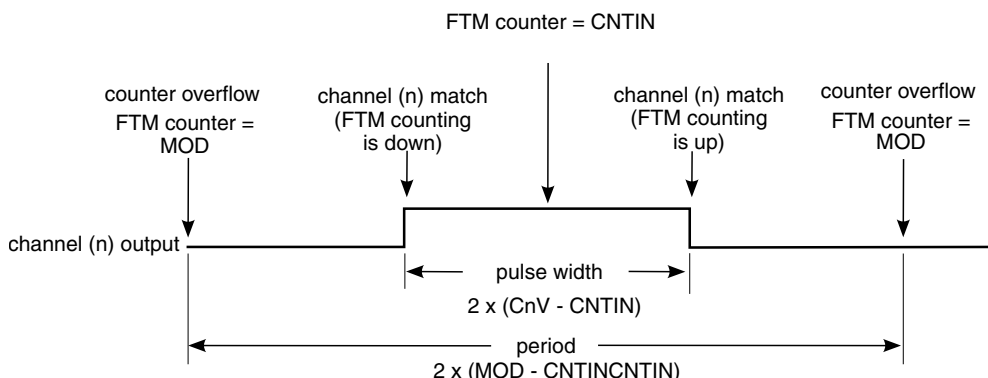 FTM counter = CNTIN
counter overflow
FTM counter =
MOD
channel (n) match
(FTM counting
is down)
channel (n) match
(FTM counting
is up)
counter overflow
FTM counter =
MOD
channel (n) output
pulse width
2 x (CnV - CNTIN)
period
2 x (MOD - CNTINCNTIN)